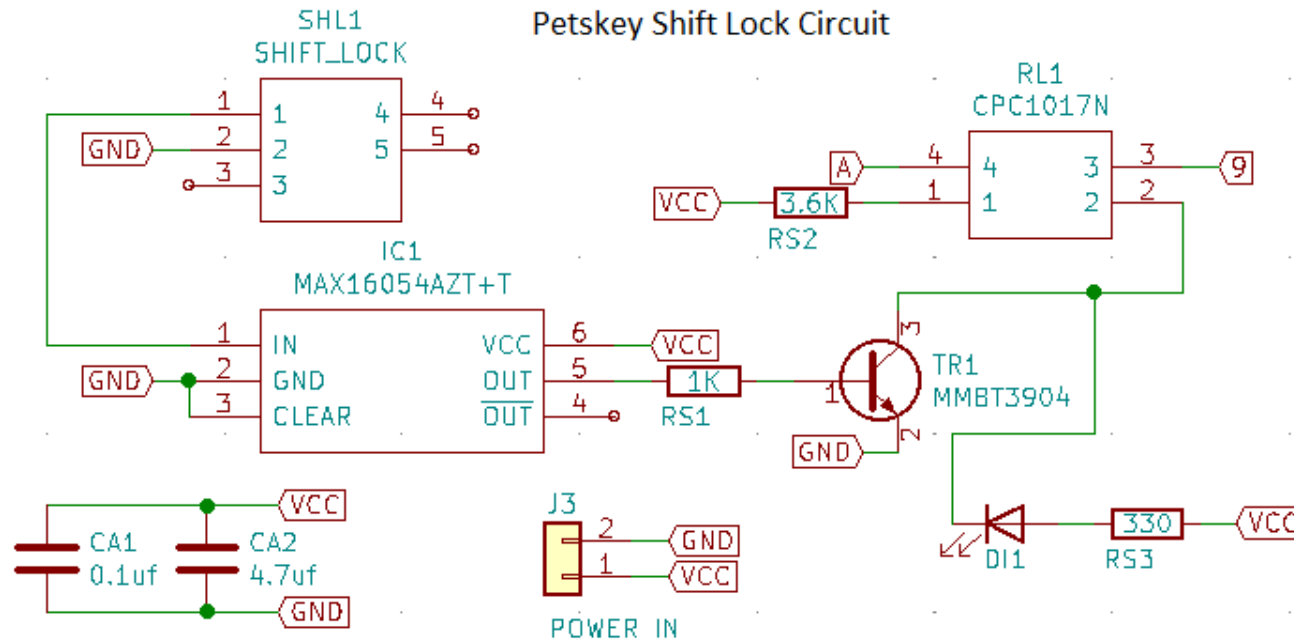 Petskey Shift Lock Circuit
SHL1
SHIFT_LOCK
1 1 4 4
GND 2 2 5 5
3 3
RL1
CPC1017N
A 4 4 3 3 9
VCC 3.6K 1 1 2 2
RS2
IC1
MAX16054AZT+T
1 IN VCC 6 VCC
GND 2 GND OUT 5 1K
3 CLEAR OUT 4 RS1
3
1
2
TR1
MMBT3904
GND
VCC
CA1
0.1uf
CA2
4.7uf
GND
J3
2 GND
1 VCC
POWER IN
DI1
330
RS3
VCC